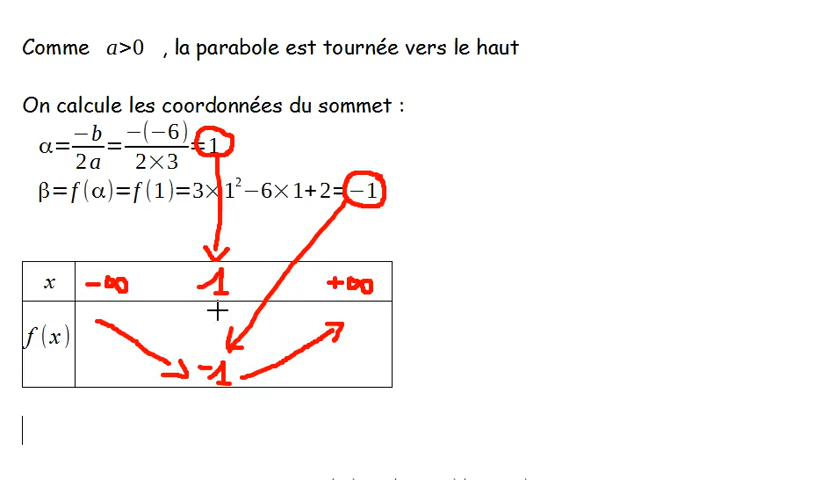 Comme a>0 , la parabole est tournée vers le haut
On calcule les coordonnées du sommet :
α=−b/2a=−(−6)/2×3=1
β=f(α)=f(1)=3×1²−6×1+2=−1
x −∞ 1 +∞
f(x) −1